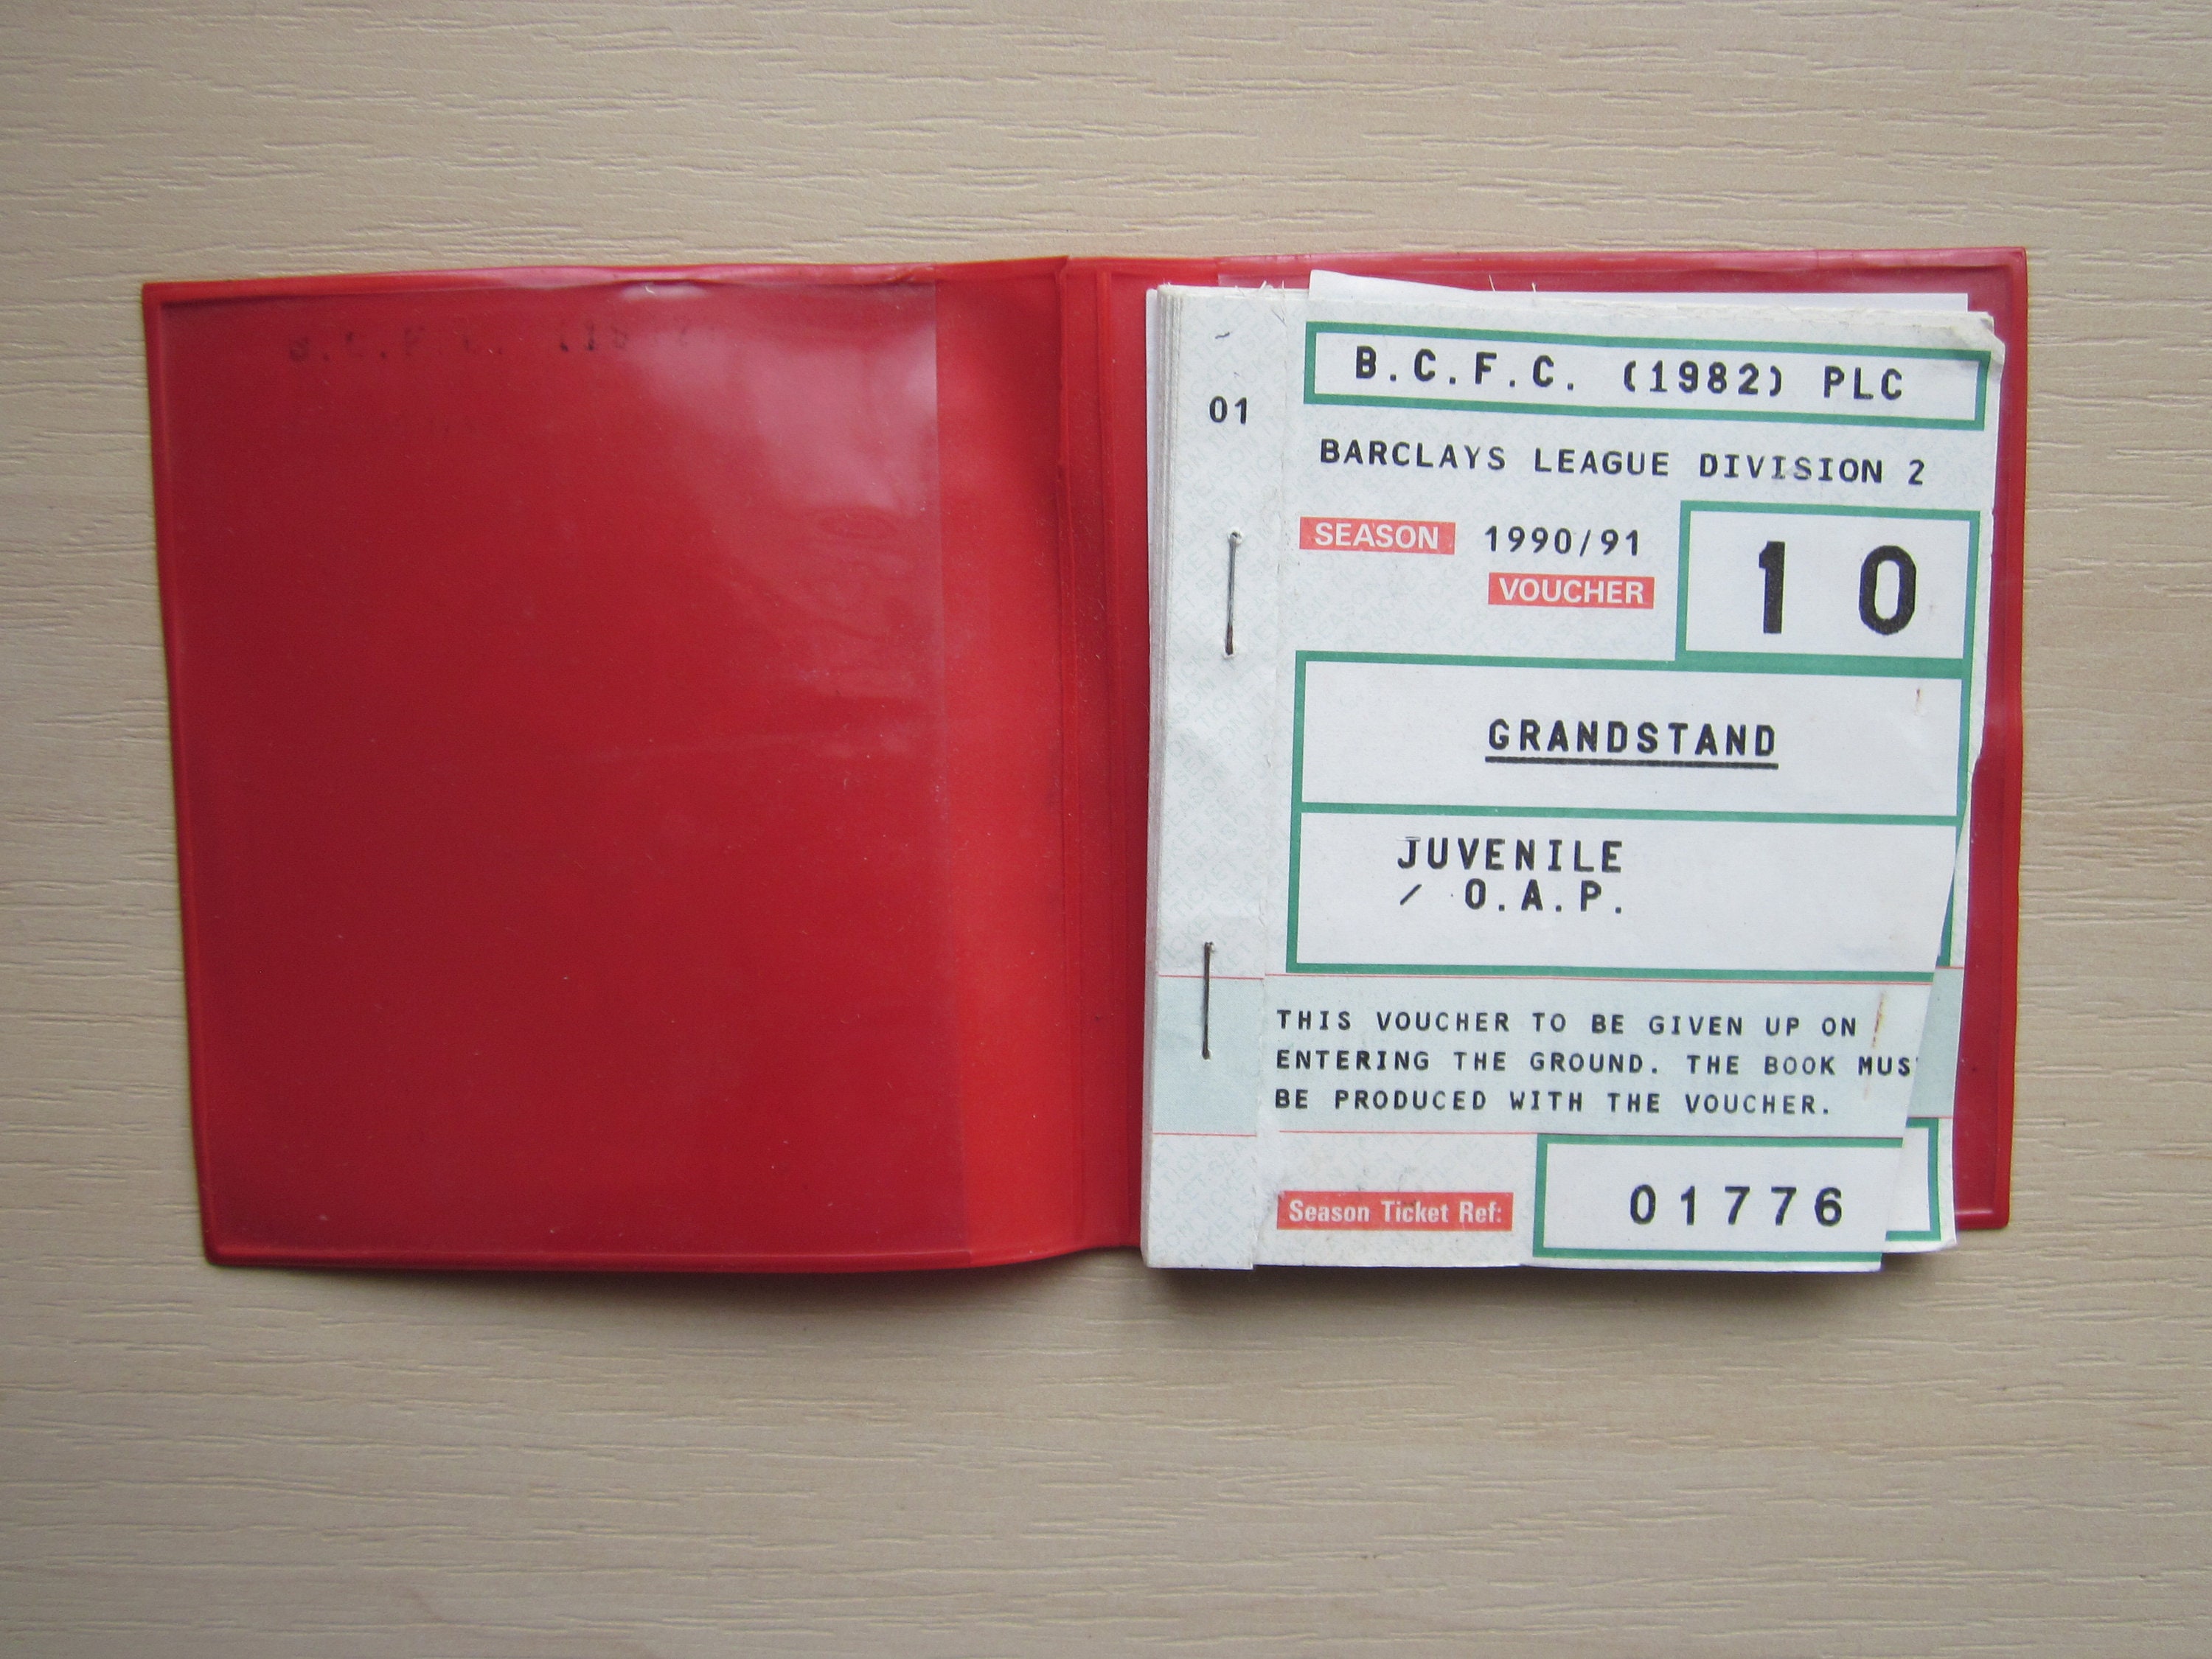 01
B.C.F.C. (1982) PLC
BARCLAYS LEAGUE DIVISION 2
SEASON 1990/91
VOUCHER
10
GRANDSTAND
JUVENILE
/ O.A.P.
THIS VOUCHER TO BE GIVEN UP ON
ENTERING THE GROUND. THE BOOK MUS
BE PRODUCED WITH THE VOUCHER.
Season Ticket Ref: 01776